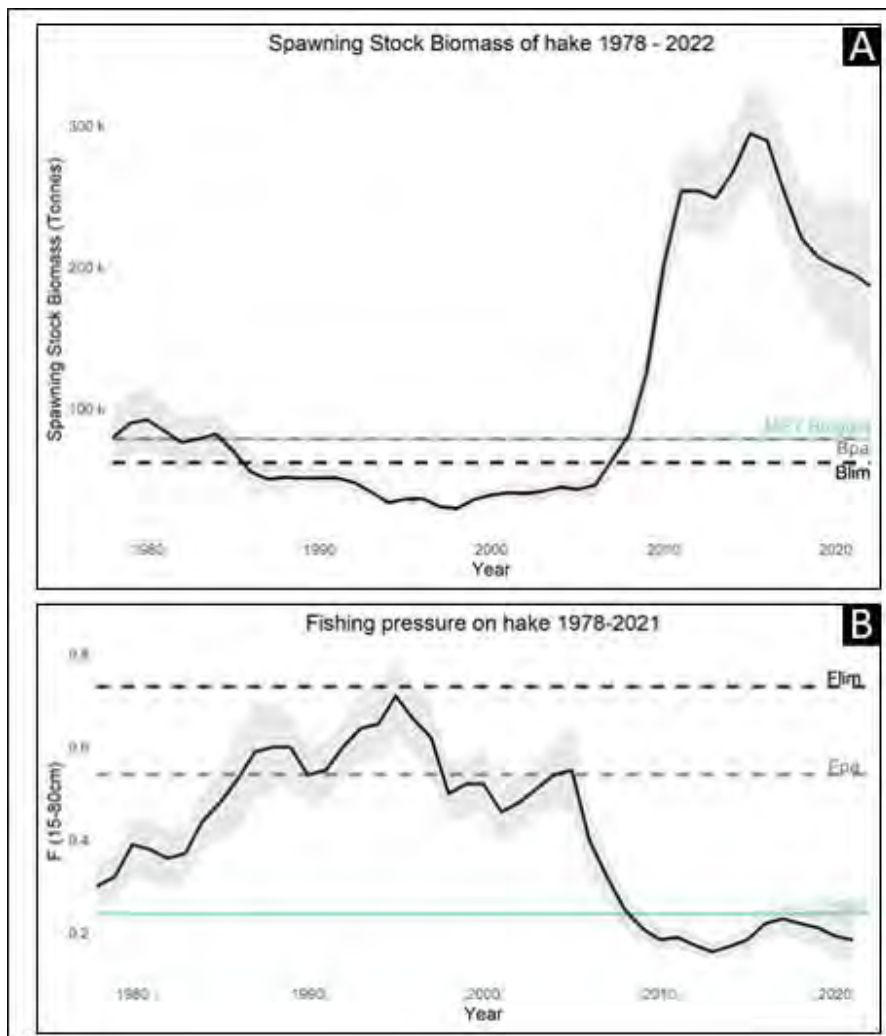 Spawning Stock Biomass of hake 1978 - 2022
A
Spawning Stock Biomass (Tonnes)
300 k
200 k
100 k
MSY Btrigger
Bpa
Blim
1980
1990
2000
2010
2020
Year
Fishing pressure on hake 1978-2021
B
F (15-80cm)
0.8
0.6
0.4
0.2
Flim
Fpa
1980
1990
2000
2010
2020
Year